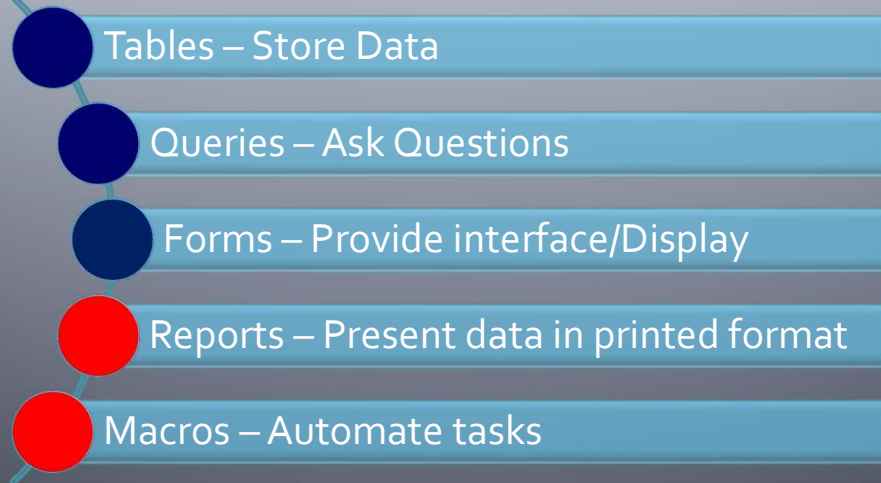 Tables – Store Data
Queries – Ask Questions
Forms – Provide interface/Display
Reports – Present data in printed format
Macros – Automate tasks